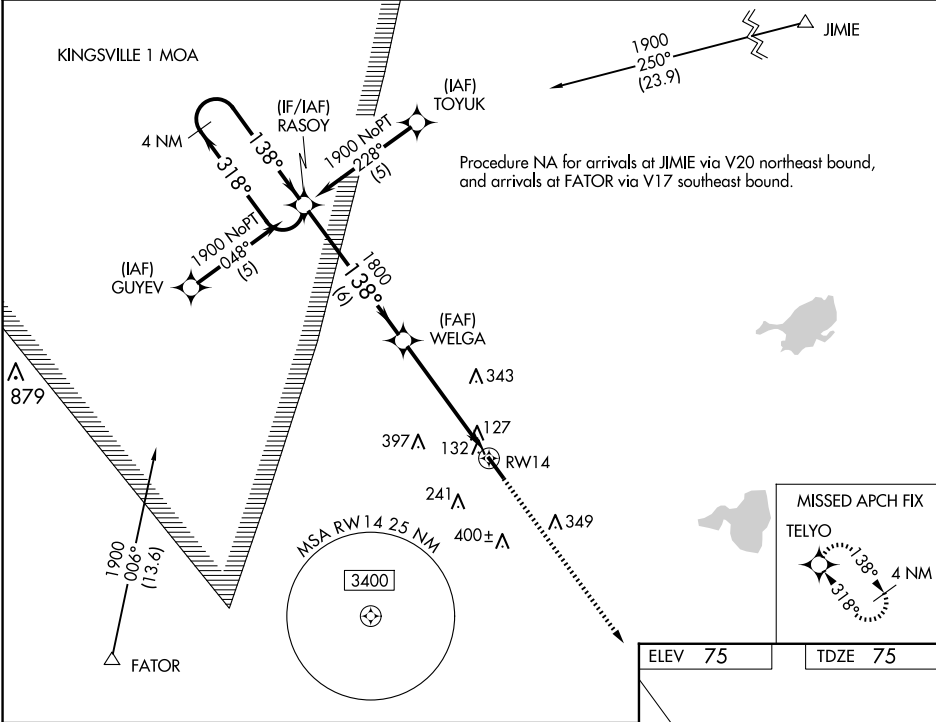 KINGSVILLE 1 MOA
JIMIE
1900
250°
(23.9)
(IAF)
TOYUK
(IF/IAF)
RASOY
4 NM
138°
318°
1900 NoPT
228°
(5)
Procedure NA for arrivals at JIMIE via V20 northeast bound,
and arrivals at FATOR via V17 southeast bound.
1900 NoPT
048°
(5)
(IAF)
GUYEV
1800
138°
(6)
(FAF)
WELGA
879
343
127
397
132
RW14
241
400±
349
MSA RW14 25 NM
3400
1900
006°
(13.6)
FATOR
MISSED APCH FIX
TELYO
138°
318°
4 NM
ELEV 75
TDZE 75